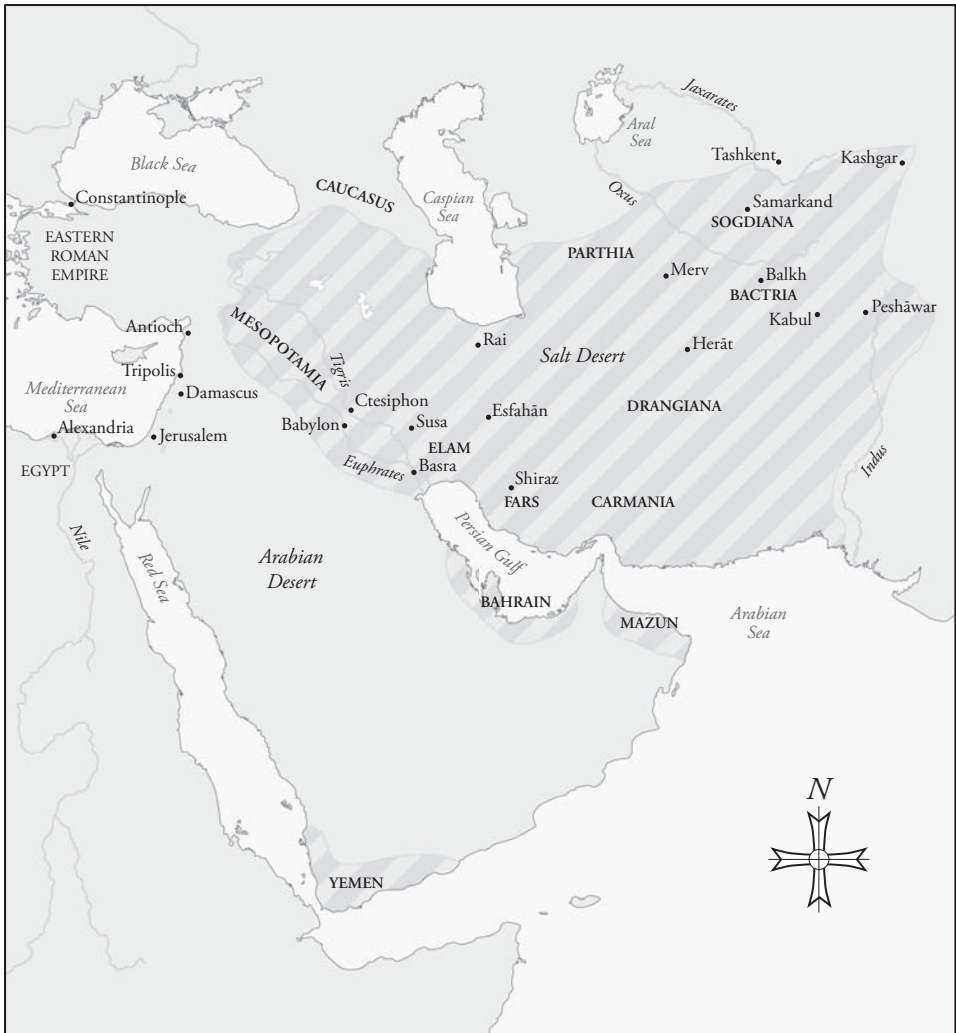 Jaxarates
Aral
Sea
Tashkent
Kashgar
Black Sea
CAUCASUS
Caspian
Sea
Oxus
Constantinople
Samarkand
SOGDIANA
EASTERN
ROMAN
EMPIRE
PARTHIA
Merv
Balkh
BACTRIA
Peshāwar
Kabul
Antioch
MESOPOTAMIA
Tigris
Rai
Salt Desert
Herāt
Tripolis
Mediterranean
Sea
Damascus
Ctesiphon
Esfahān
DRANGIANA
Babylon
Susa
Alexandria
Jerusalem
ELAM
EGYPT
Euphrates
Basra
Indus
Shiraz
FARS
CARMANIA
Nile
Red Sea
Arabian
Desert
Persian Gulf
BAHRAIN
MAZUN
Arabian
Sea
N
YEMEN